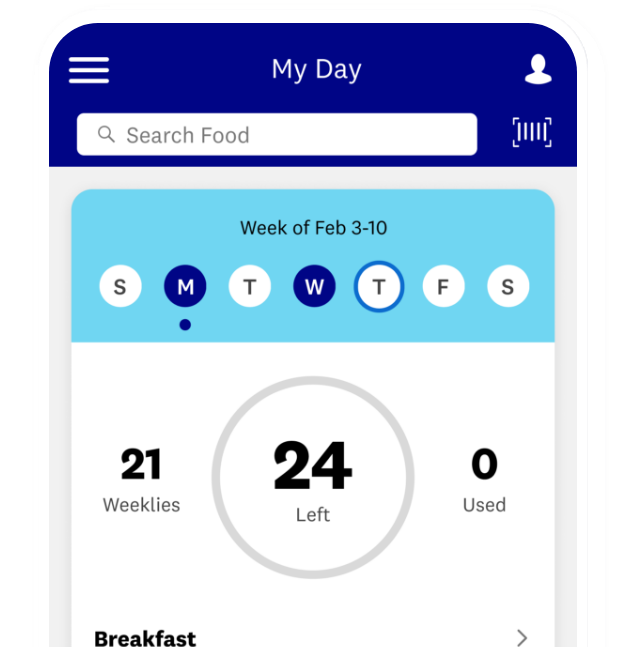 My Day
Search Food
Week of Feb 3-10
S M T W T F S
21 Weeklies
24 Left
0 Used
Breakfast